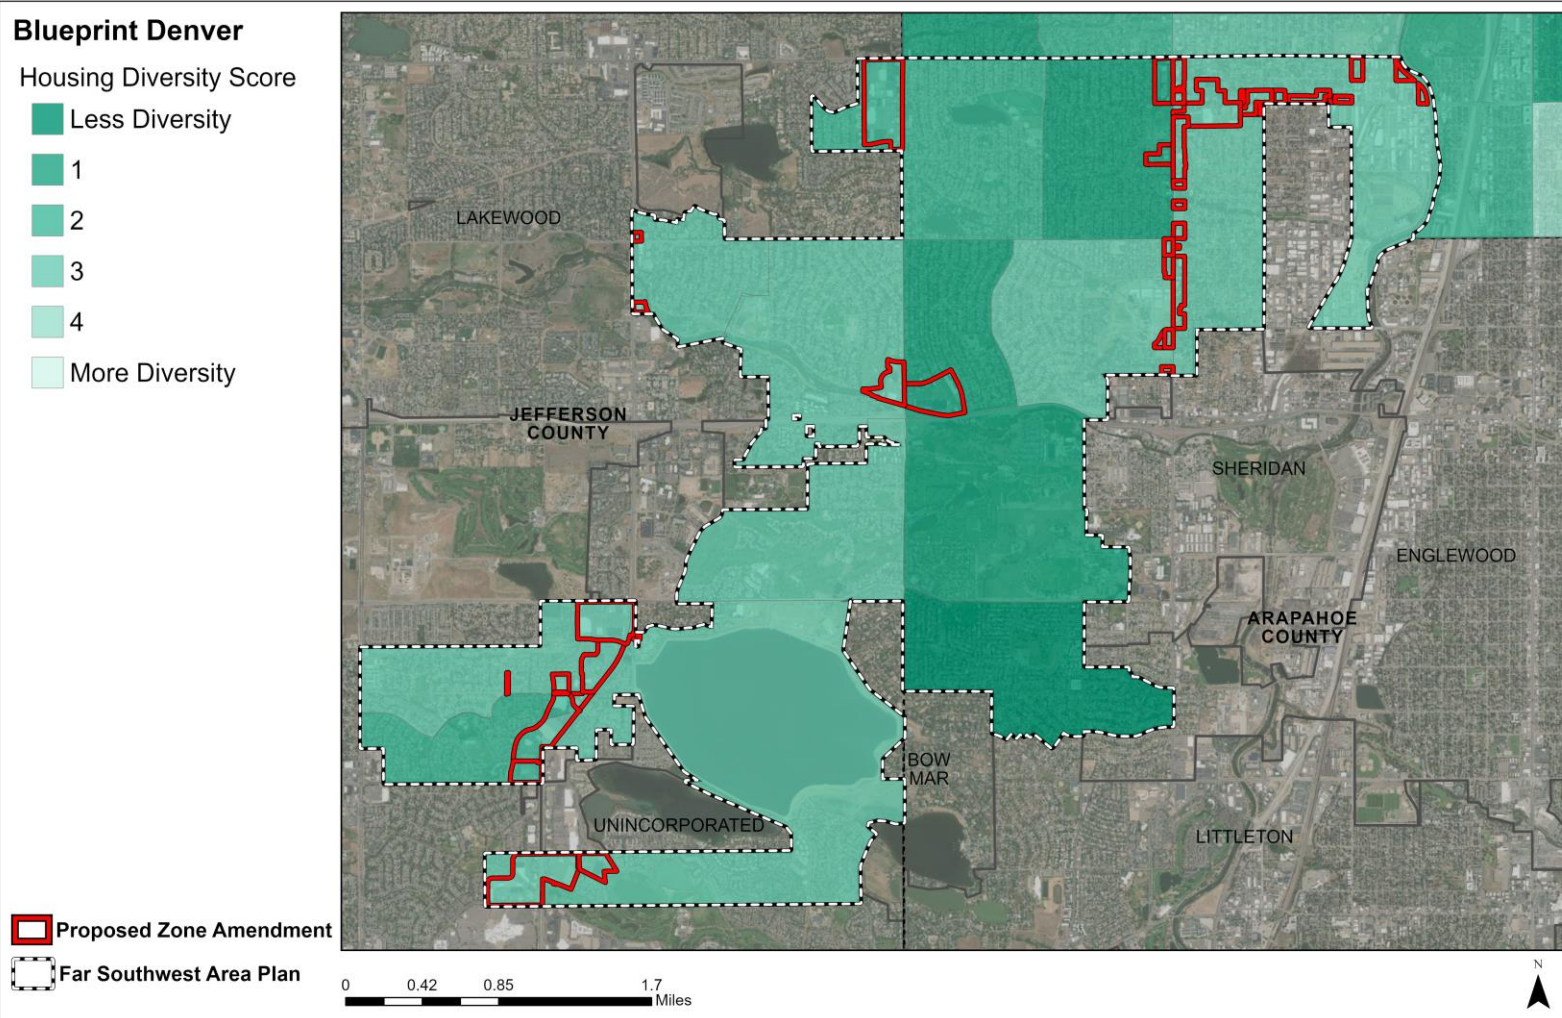 Blueprint Denver
Housing Diversity Score
Less Diversity
1
2
3
4
More Diversity
LAKEWOOD
JEFFERSON
COUNTY
SHERIDAN
ENGLEWOOD
ARAPAHOE
COUNTY
BOW
MAR
UNINCORPORATED
LITTLETON
Proposed Zone Amendment
Far Southwest Area Plan
0 0.42 0.85 1.7
Miles
N